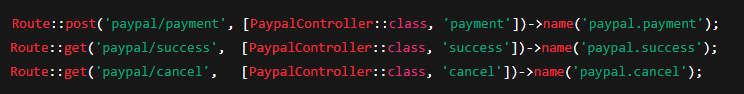 Route::post('paypal/payment', [PaypalController::class, 'payment'])->name('paypal.payment');
Route::get('paypal/success',  [PaypalController::class, 'success'])->name('paypal.success');
Route::get('paypal/cancel',   [PaypalController::class, 'cancel'])->name('paypal.cancel');